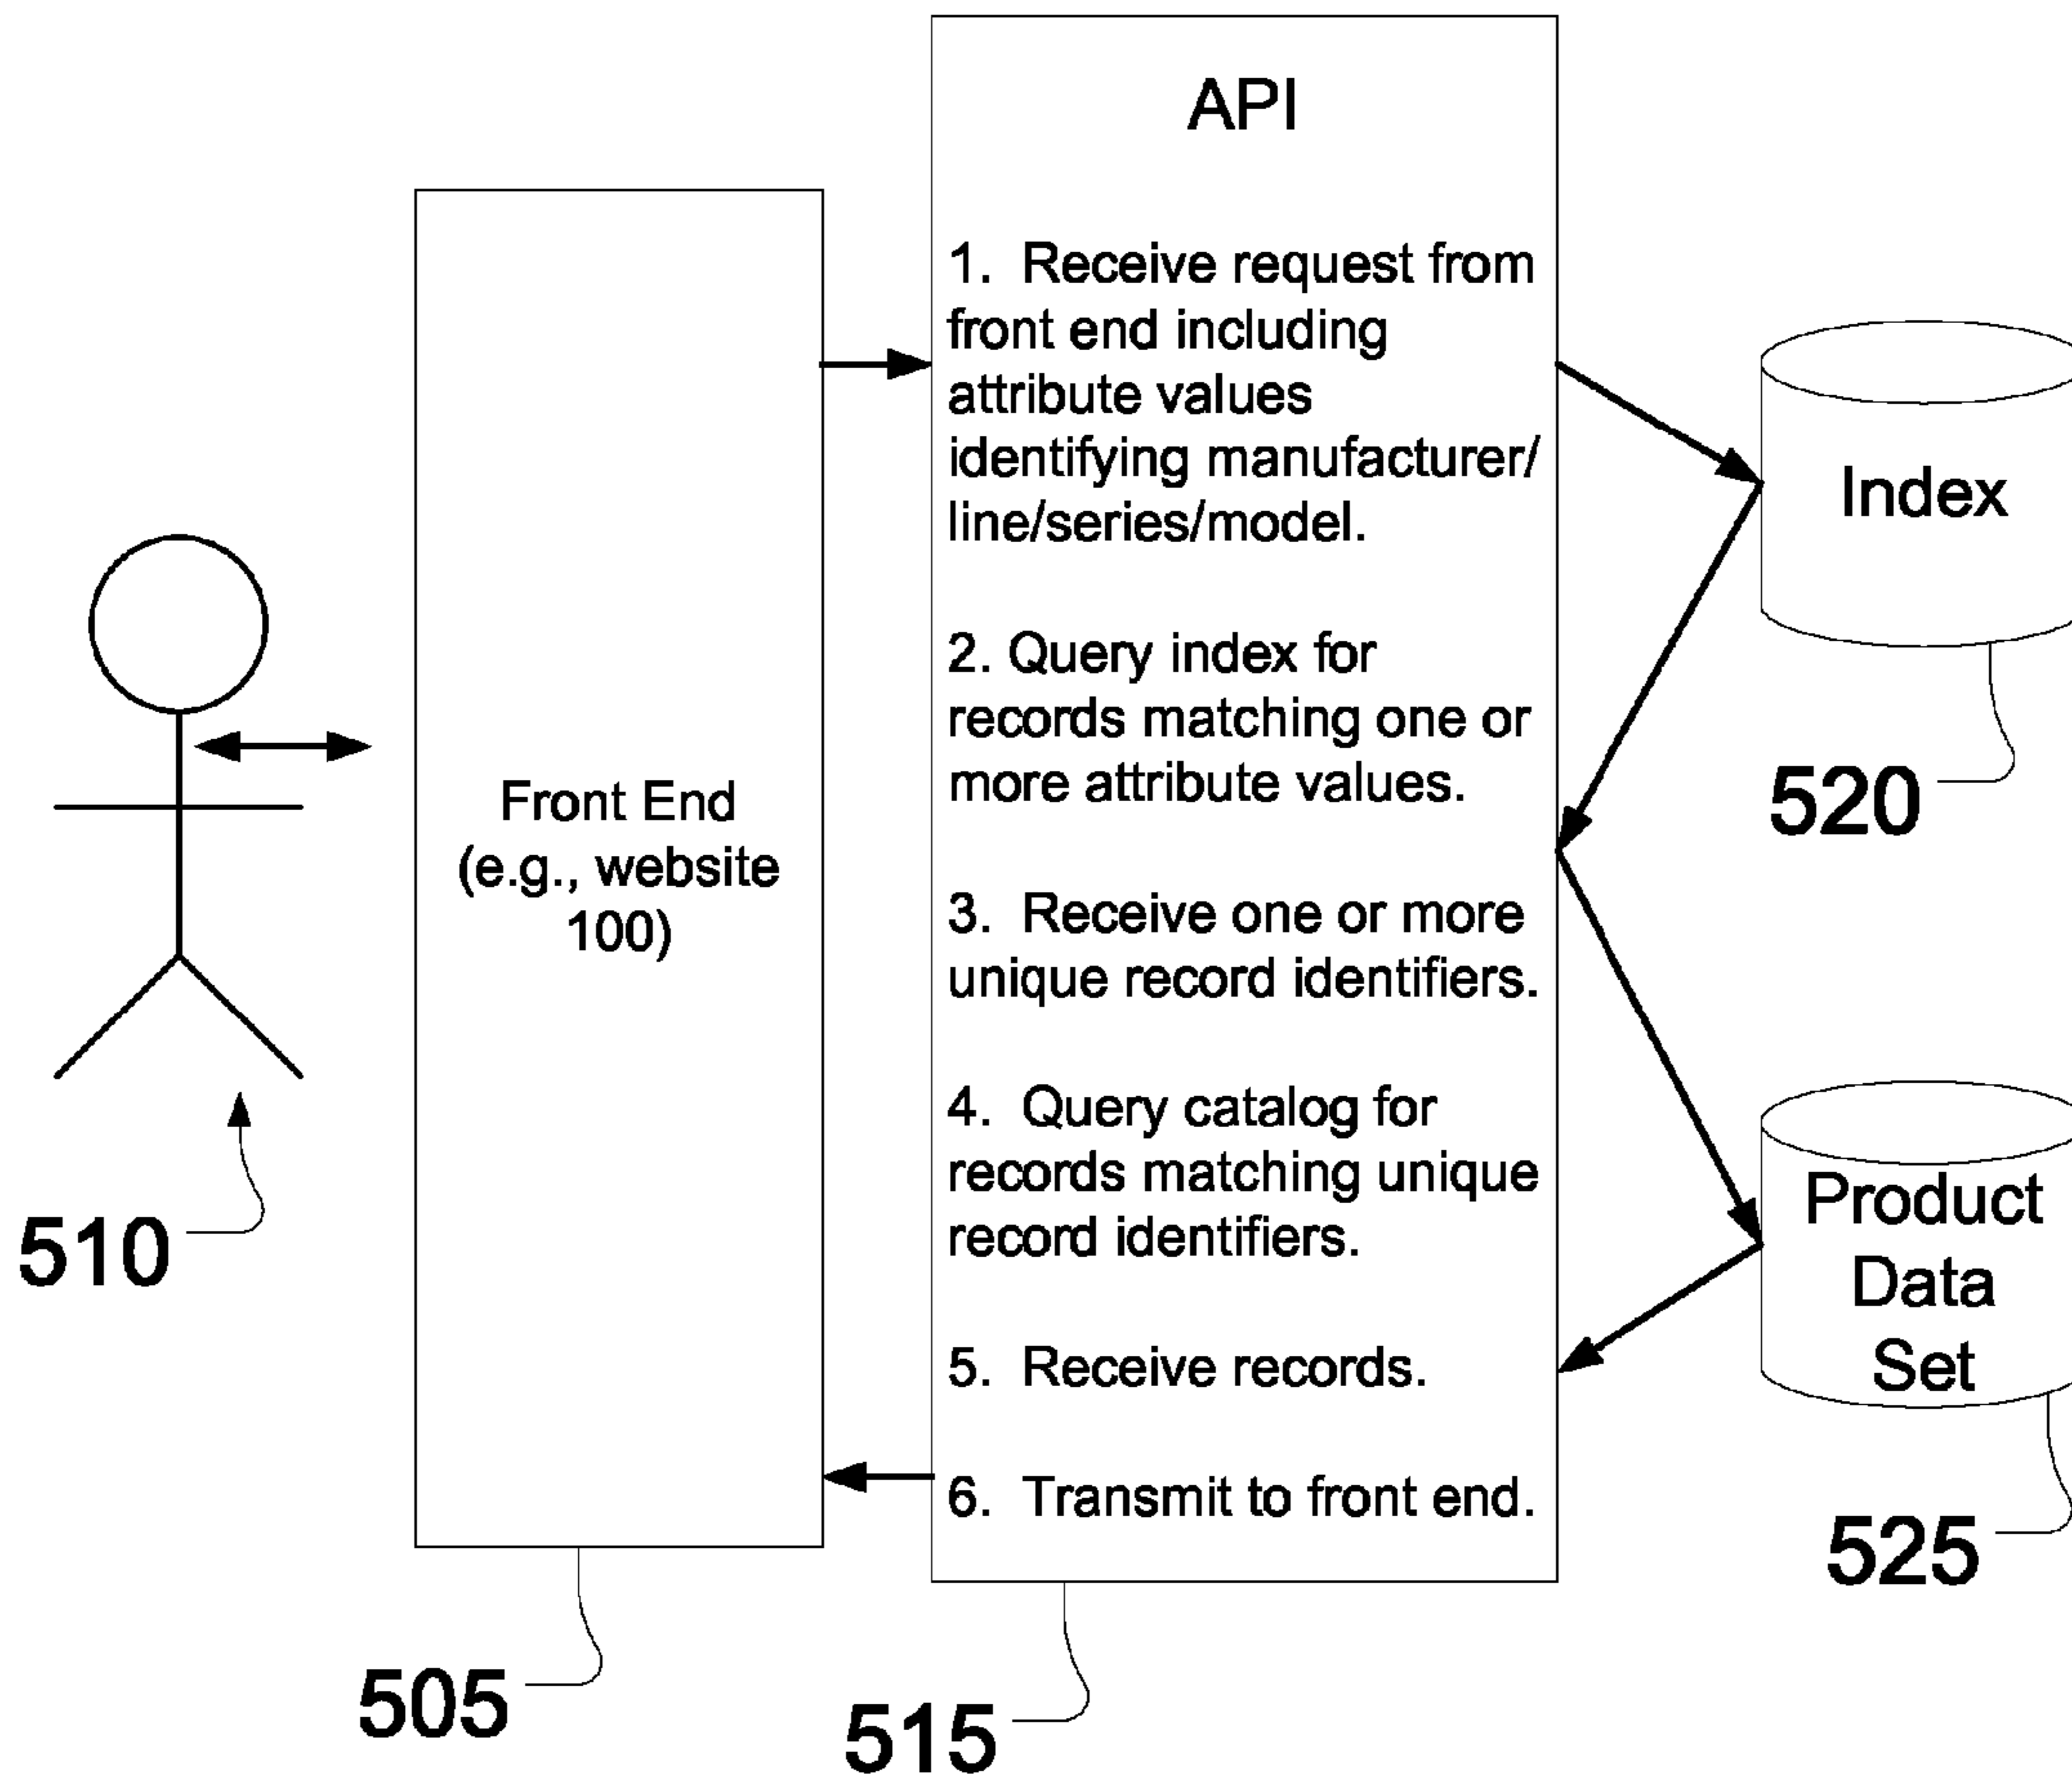 API
1. Receive request from
front end including
attribute values
identifying manufacturer/
line/series/model.
2. Query index for
records matching one or
more attribute values.
3. Receive one or more
unique record identifiers.
4. Query catalog for
records matching unique
record identifiers.
5. Receive records.
6. Transmit to front end.
Front End
(e.g., website
100)
Index
520
Product
Data
Set
525
510
505
515